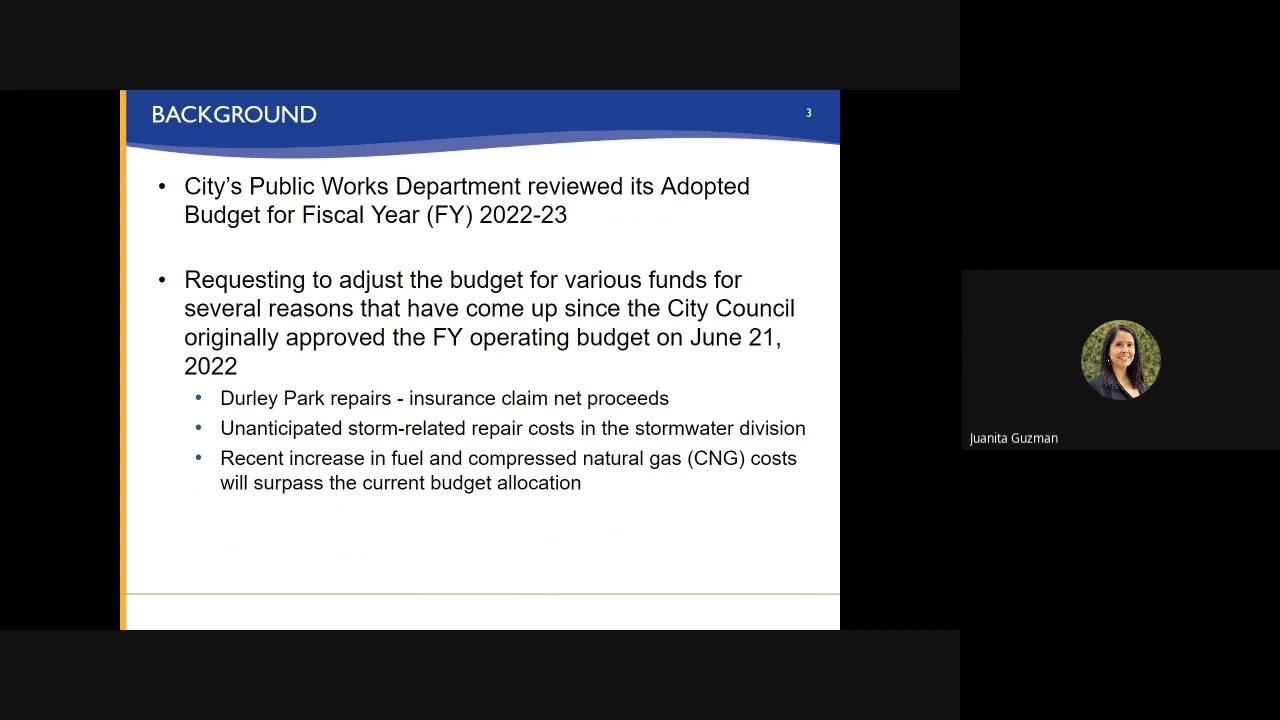 BACKGROUND
3
• City’s Public Works Department reviewed its Adopted
Budget for Fiscal Year (FY) 2022-23
• Requesting to adjust the budget for various funds for
several reasons that have come up since the City Council
originally approved the FY operating budget on June 21,
2022
• Durley Park repairs - insurance claim net proceeds
• Unanticipated storm-related repair costs in the stormwater division
• Recent increase in fuel and compressed natural gas (CNG) costs
will surpass the current budget allocation
Juanita Guzman